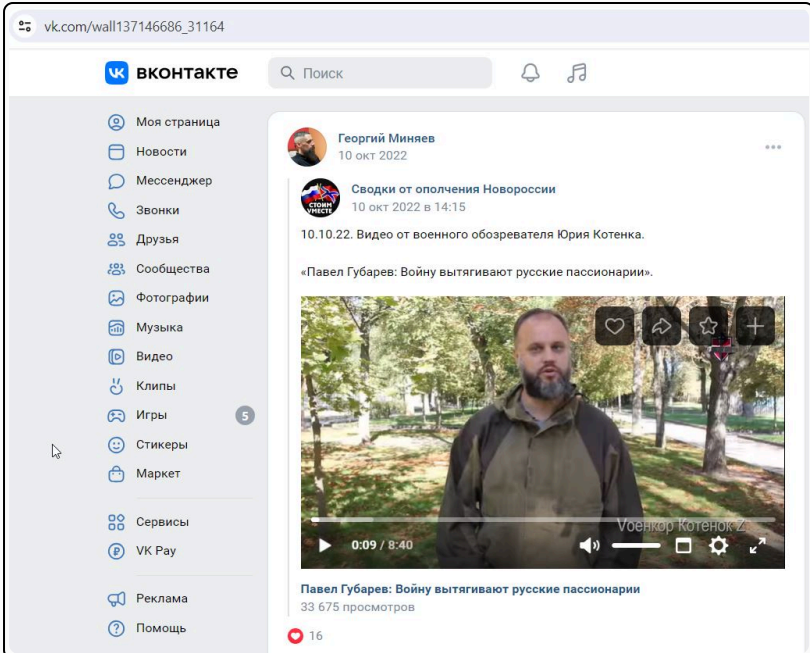 vk.com/wall137146686_31164
ВКОНТАКТЕ
Поиск
Моя страница
Новости
Мессенджер
Звонки
Друзья
Сообщества
Фотографии
Музыка
Видео
Клипы
Игры
5
Стикеры
Маркет
Сервисы
VK Pay
Реклама
Помощь
Георгий Миняев
10 окт 2022
СТОИМ
VМЕСТЕ
Сводки от ополчения Новороссии
10 окт 2022 в 14:15
10.10.22. Видео от военного обозревателя Юрия Котенка.
«Павел Губарев: Войну вытягивают русские пассионарии».
Vоенкор Котенок Z
0:09 / 8:40
Павел Губарев: Войну вытягивают русские пассионарии
33 675 просмотров
16